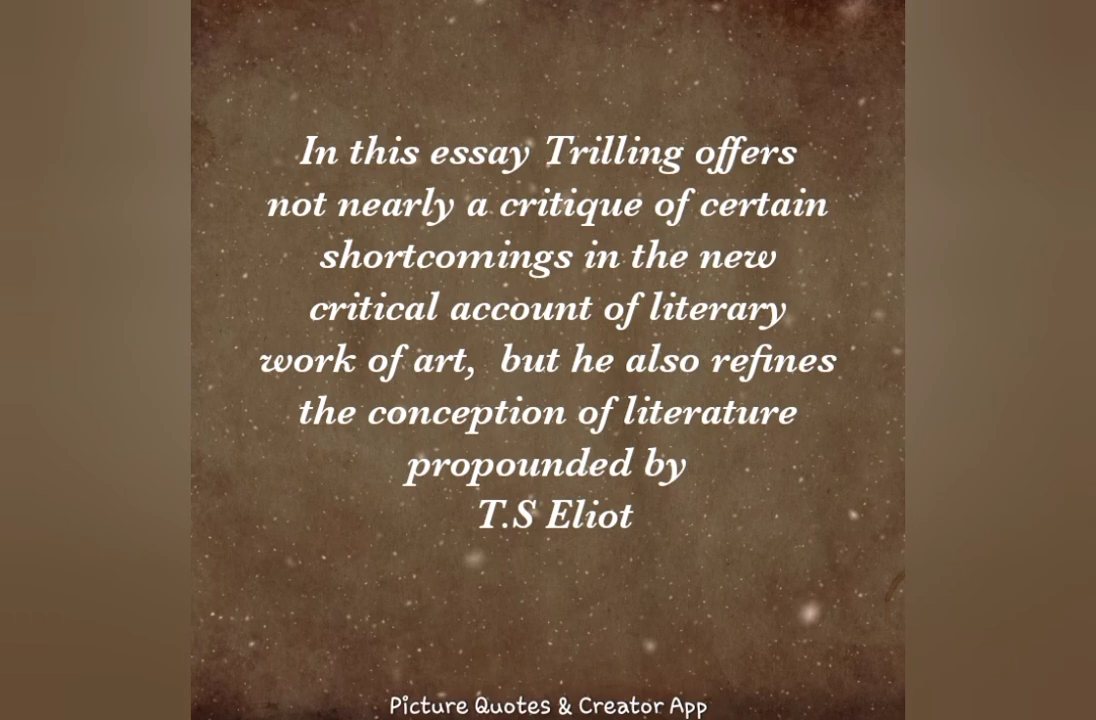 In this essay Trilling offers
not nearly a critique of certain
shortcomings in the new
critical account of literary
work of art,  but he also refines
the conception of literature
propounded by
T.S Eliot
Picture Quotes & Creator App